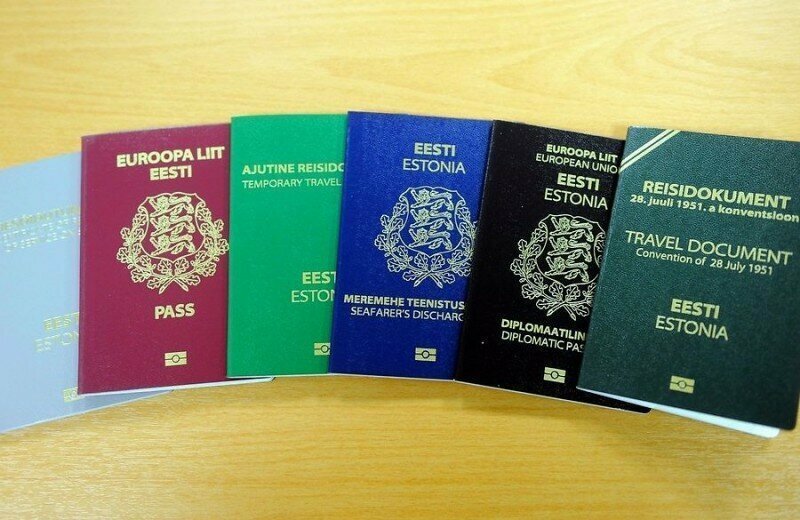 EESTI
EUROOPA LIIT
EESTI
PASS
AJUTINE REISIDO
TEMPORARY TRAVEL
EESTI
ESTON
EESTI
ESTONIA
MEREMEHE TEENISTUS
SEAFARER'S DISCHARG
EUROOPA LIIT
EUROPEAN UNIO
EESTI
ESTONIA
DIPLOMAATILIN
DIPLOMATIC PAS
REISIDOKUMENT
28. juuli 1951. a konventsioon
TRAVEL DOCUMENT
Convention of 28 July 1951
EESTI
ESTONIA